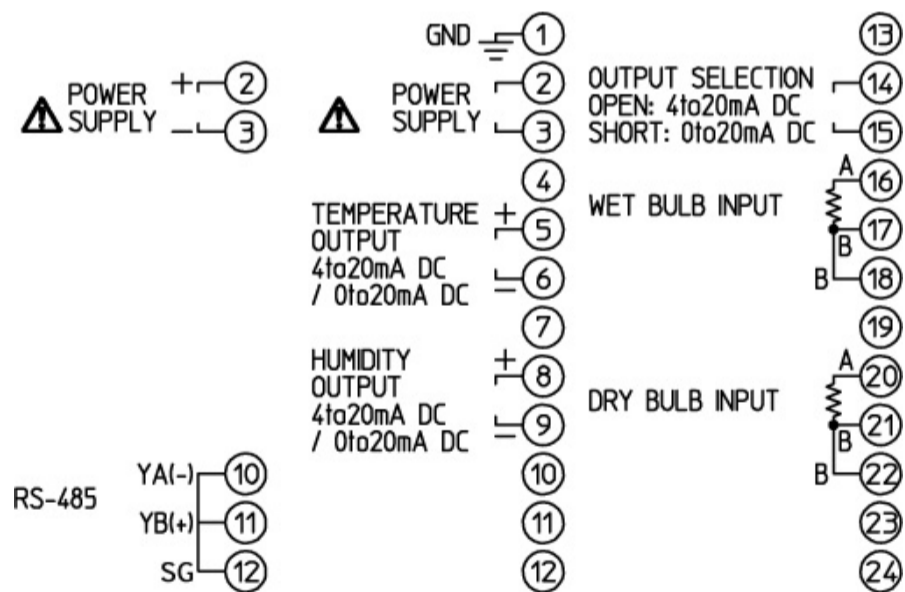 + 2
POWER
SUPPLY
- 3
RS-485
YA(-) 10
YB(+) 11
SG 12
GND 1
2
POWER
SUPPLY
3
4
TEMPERATURE + 5
OUTPUT
4to20mA DC
/ 0to20mA DC - 6
7
HUMIDITY + 8
OUTPUT
4to20mA DC
/ 0to20mA DC - 9
10
11
12
13
OUTPUT SELECTION 14
OPEN: 4to20mA DC
SHORT: 0to20mA DC 15
A 16
WET BULB INPUT
17
B
B 18
19
A 20
DRY BULB INPUT
21
B
B 22
23
24